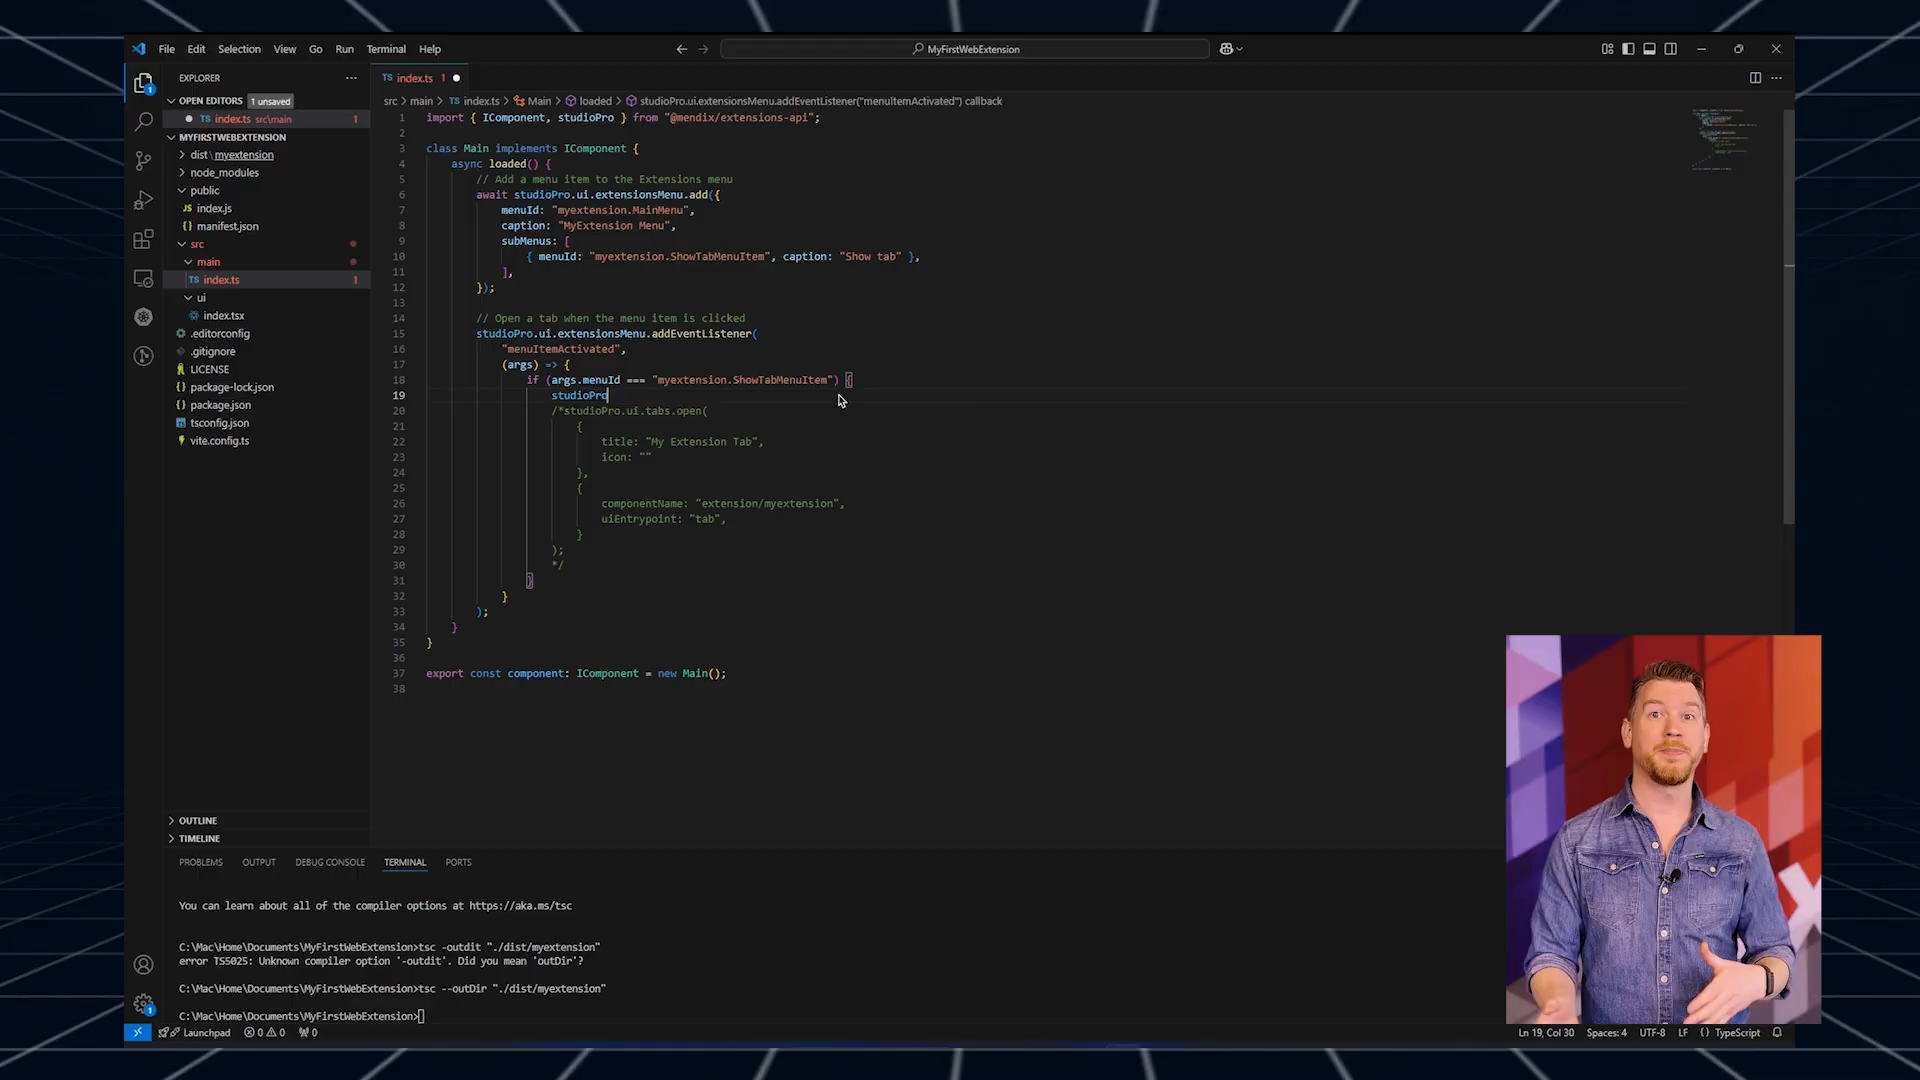 File Edit Selection View Go Run Terminal Help
MyFirstWebExtension
EXPLORER
OPEN EDITORS 1 unsaved
index.ts src\main 1
MYFIRSTWEBEXTENSION
dist \ myextension
node_modules
public
JS index.js
{} manifest.json
src
main
TS index.ts 1
ui
index.tsx
.editorconfig
.gitignore
LICENSE
{} package-lock.json
{} package.json
tsconfig.json
vite.config.ts
OUTLINE
TIMELINE
TS index.ts 1
src > main > TS index.ts > Main > loaded > studioPro.ui.extensionsMenu.addEventListener("menuItemActivated") callback
1 import { IComponent, studioPro } from "@mendix/extensions-api";
2
3 class Main implements IComponent {
4 async loaded() {
5 // Add a menu item to the Extensions menu
6 await studioPro.ui.extensionsMenu.add({
7 menuId: "myextension.MainMenu",
8 caption: "MyExtension Menu",
9 subMenus: [
10 { menuId: "myextension.ShowTabMenuItem", caption: "Show tab" },
11 ],
12 });
13
14 // Open a tab when the menu item is clicked
15 studioPro.ui.extensionsMenu.addEventListener(
16 "menuItemActivated",
17 (args) => {
18 if (args.menuId === "myextension.ShowTabMenuItem") {
19 studioPro
20 /*studioPro.ui.tabs.open(
21 {
22 title: "My Extension Tab",
23 icon: ""
24 },
25 {
26 componentName: "extension/myextension",
27 uiEntrypoint: "tab",
28 }
29 );
30 */
31 }
32 }
33 );
34 }
35 }
36
37 export const component: IComponent = new Main();
38
PROBLEMS OUTPUT DEBUG CONSOLE TERMINAL PORTS
You can learn about all of the compiler options at https://aka.ms/tsc
C:\Mac\Home\Documents\MyFirstWebExtension>tsc -outdit "./dist/myextension"
error TS5025: Unknown compiler option '-outdit'. Did you mean 'outDir'?
C:\Mac\Home\Documents\MyFirstWebExtension>tsc --outDir "./dist/myextension"
C:\Mac\Home\Documents\MyFirstWebExtension>
Launchpad 0 0 0 Ln 19, Col 30 Spaces: 4 UTF-8 LF {} TypeScript